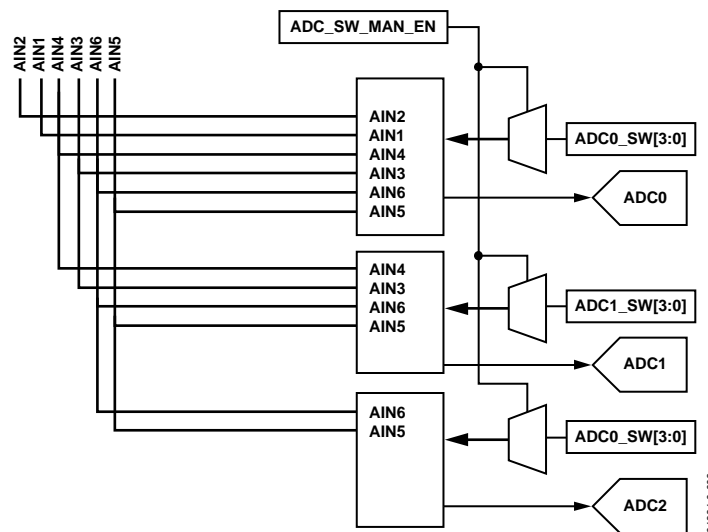 ADC_SW_MAN_EN
AIN2
AIN1
AIN4
AIN3
AIN6
AIN5
AIN2
AIN1
AIN4
AIN3
AIN6
AIN5
ADC0_SW[3:0]
ADC0
AIN4
AIN3
AIN6
AIN5
ADC1_SW[3:0]
ADC1
AIN6
AIN5
ADC0_SW[3:0]
ADC2